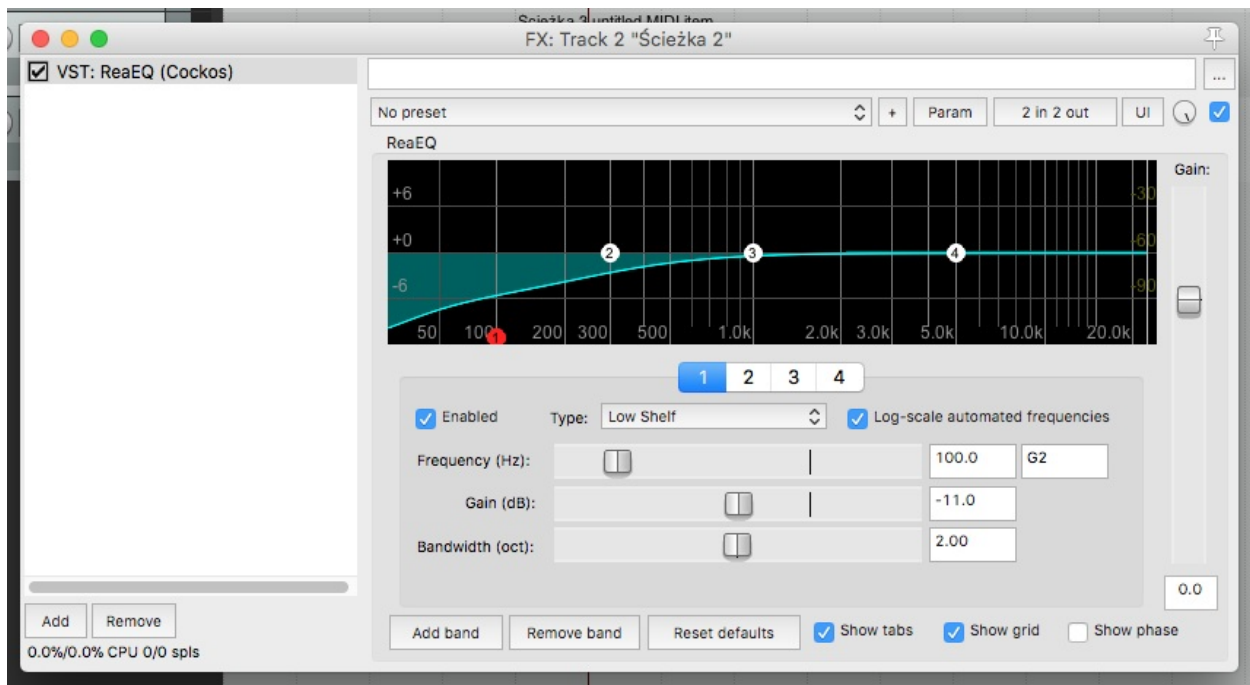 Ścieżka 3 untitled MIDI item
FX: Track 2 "Ścieżka 2"
VST: ReaEQ (Cockos)
...
No preset
+
Param
2 in 2 out
UI
ReaEQ
Gain:
+6
-30
+0
-60
-6
-90
2
3
4
1
50 100 200 300 500 1.0k 2.0k 3.0k 5.0k 10.0k 20.0k
1 2 3 4
Enabled
Type: Low Shelf
Log-scale automated frequencies
Frequency (Hz): 100.0 G2
Gain (dB): -11.0
Bandwidth (oct): 2.00
0.0
Add Remove
Add band Remove band Reset defaults
Show tabs Show grid Show phase
0.0%/0.0% CPU 0/0 spls